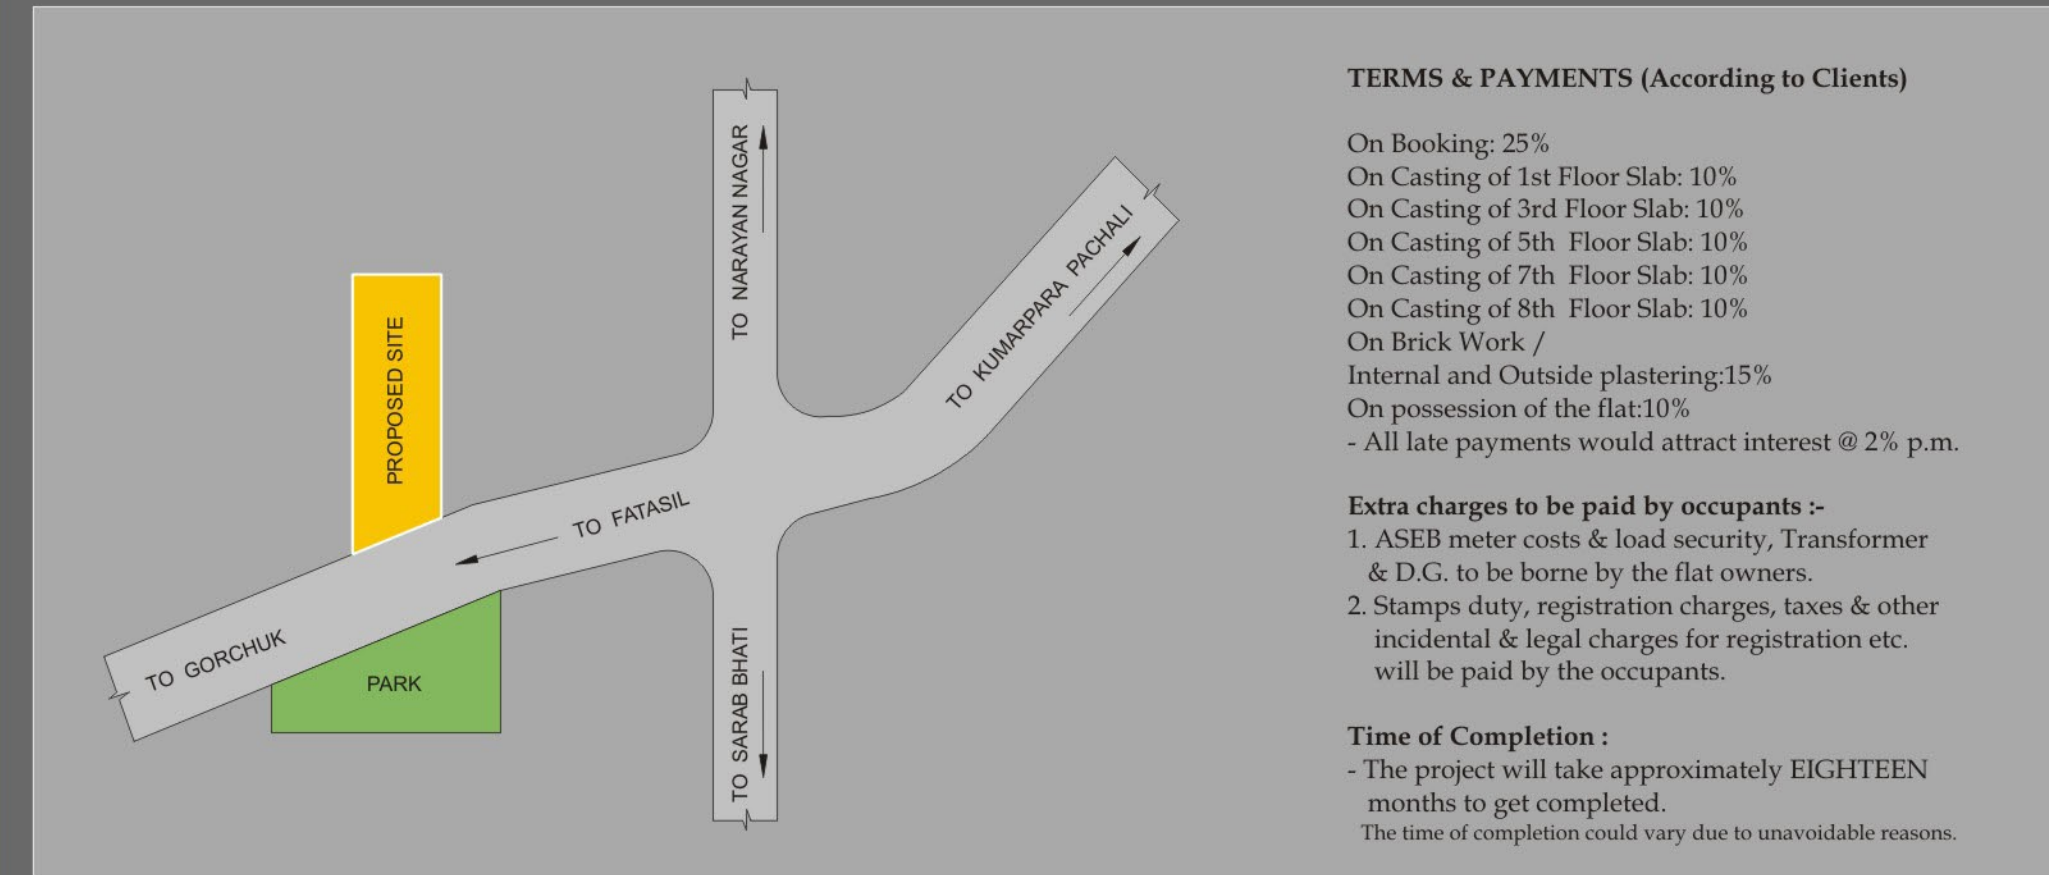 TO NARAYAN NAGAR
TO KUMARPARA PACHALI
PROPOSED SITE
TO FATASIL
TO GORCHUK
PARK
TO SARAB BHATI
TERMS & PAYMENTS (According to Clients)
On Booking: 25%
On Casting of 1st Floor Slab: 10%
On Casting of 3rd Floor Slab: 10%
On Casting of 5th Floor Slab: 10%
On Casting of 7th Floor Slab: 10%
On Casting of 8th Floor Slab: 10%
On Brick Work /
Internal and Outside plastering:15%
On possession of the flat:10%
- All late payments would attract interest @ 2% p.m.
Extra charges to be paid by occupants :-
1. ASEB meter costs & load security, Transformer
& D.G. to be borne by the flat owners.
2. Stamps duty, registration charges, taxes & other
incidental & legal charges for registration etc.
will be paid by the occupants.
Time of Completion :
- The project will take approximately EIGHTEEN
months to get completed.
The time of completion could vary due to unavoidable reasons.